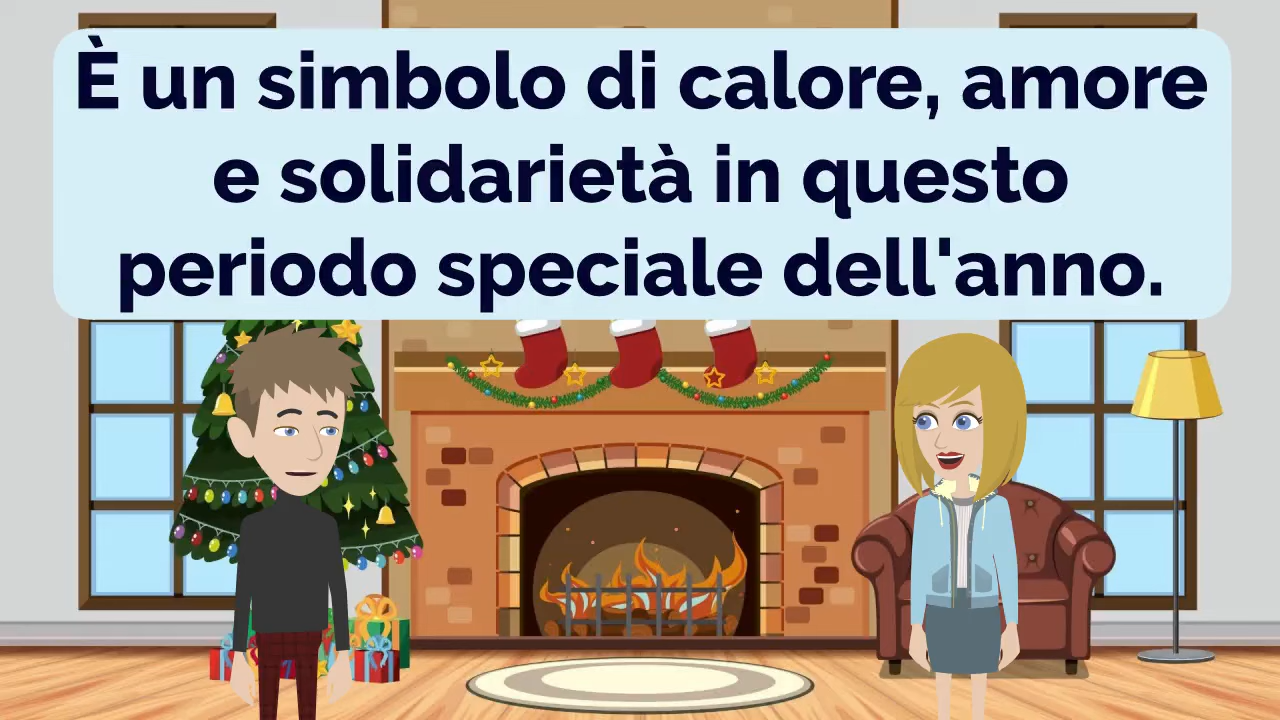 È un simbolo di calore, amore
e solidarietà in questo
periodo speciale dell'anno.